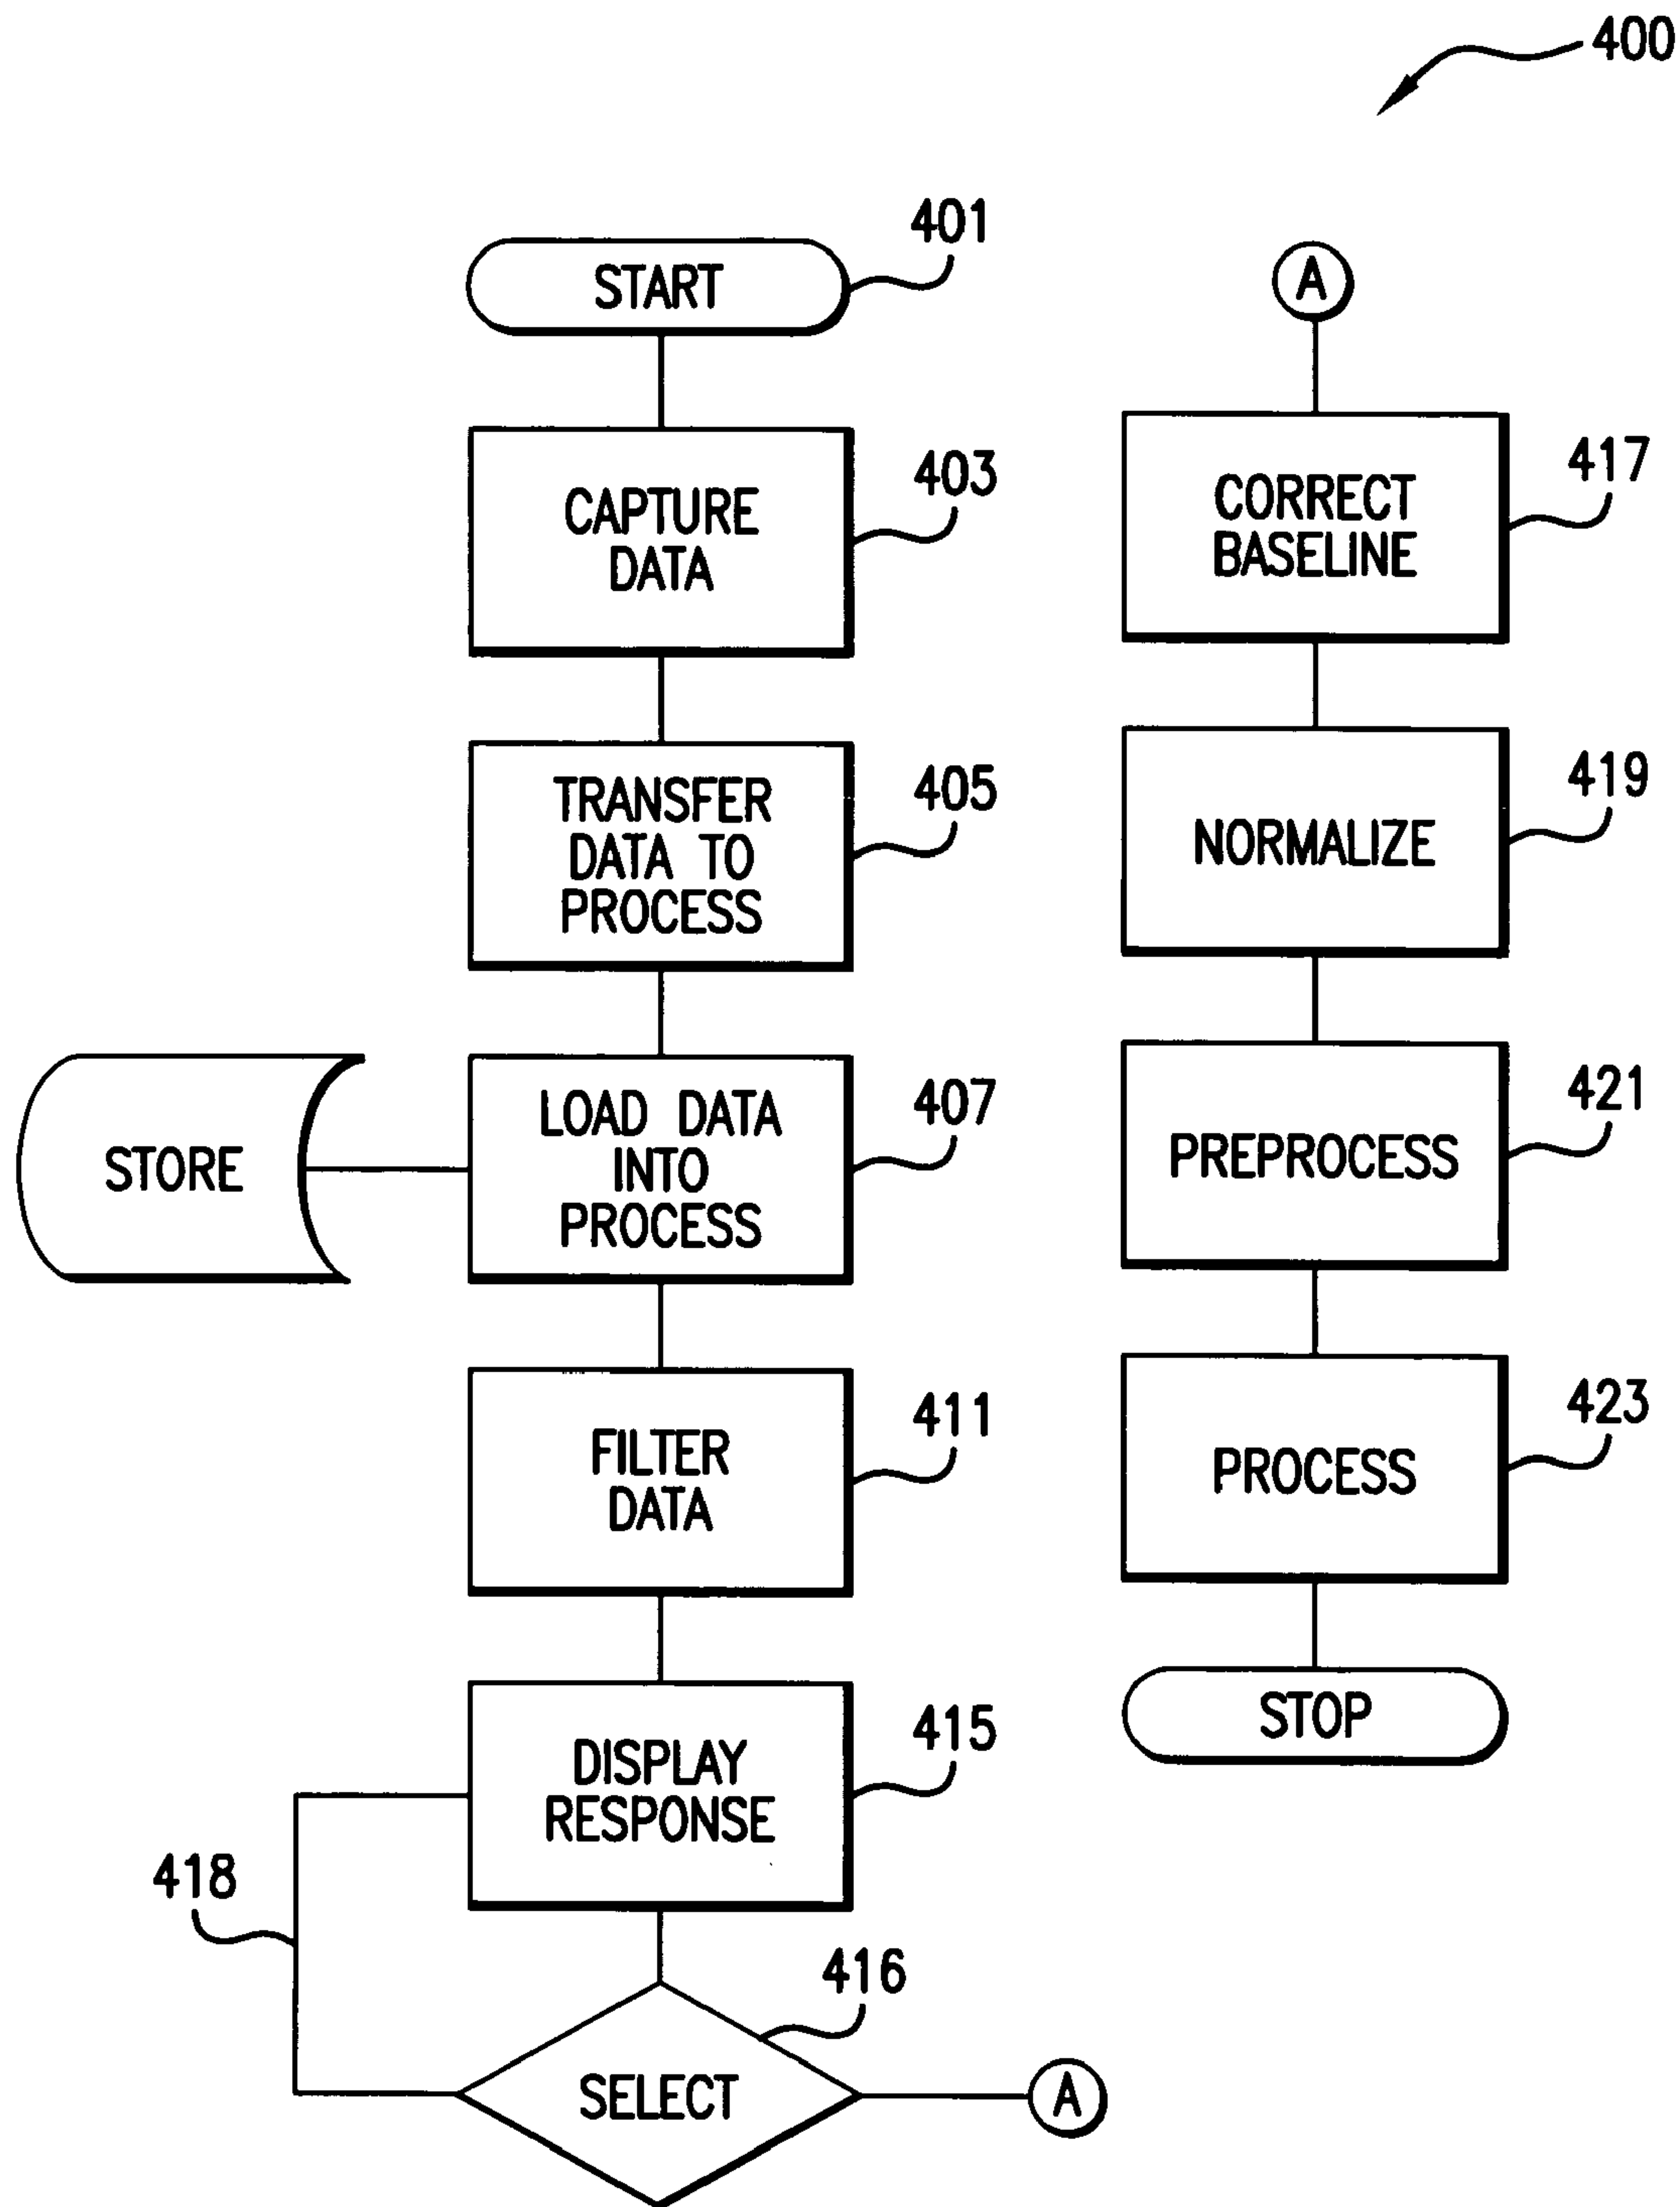 400
START
401
CAPTURE
DATA
403
TRANSFER
DATA TO
PROCESS
405
STORE
LOAD DATA
INTO
PROCESS
407
FILTER
DATA
411
DISPLAY
RESPONSE
415
418
416
SELECT
A
A
CORRECT
BASELINE
417
NORMALIZE
419
PREPROCESS
421
PROCESS
423
STOP